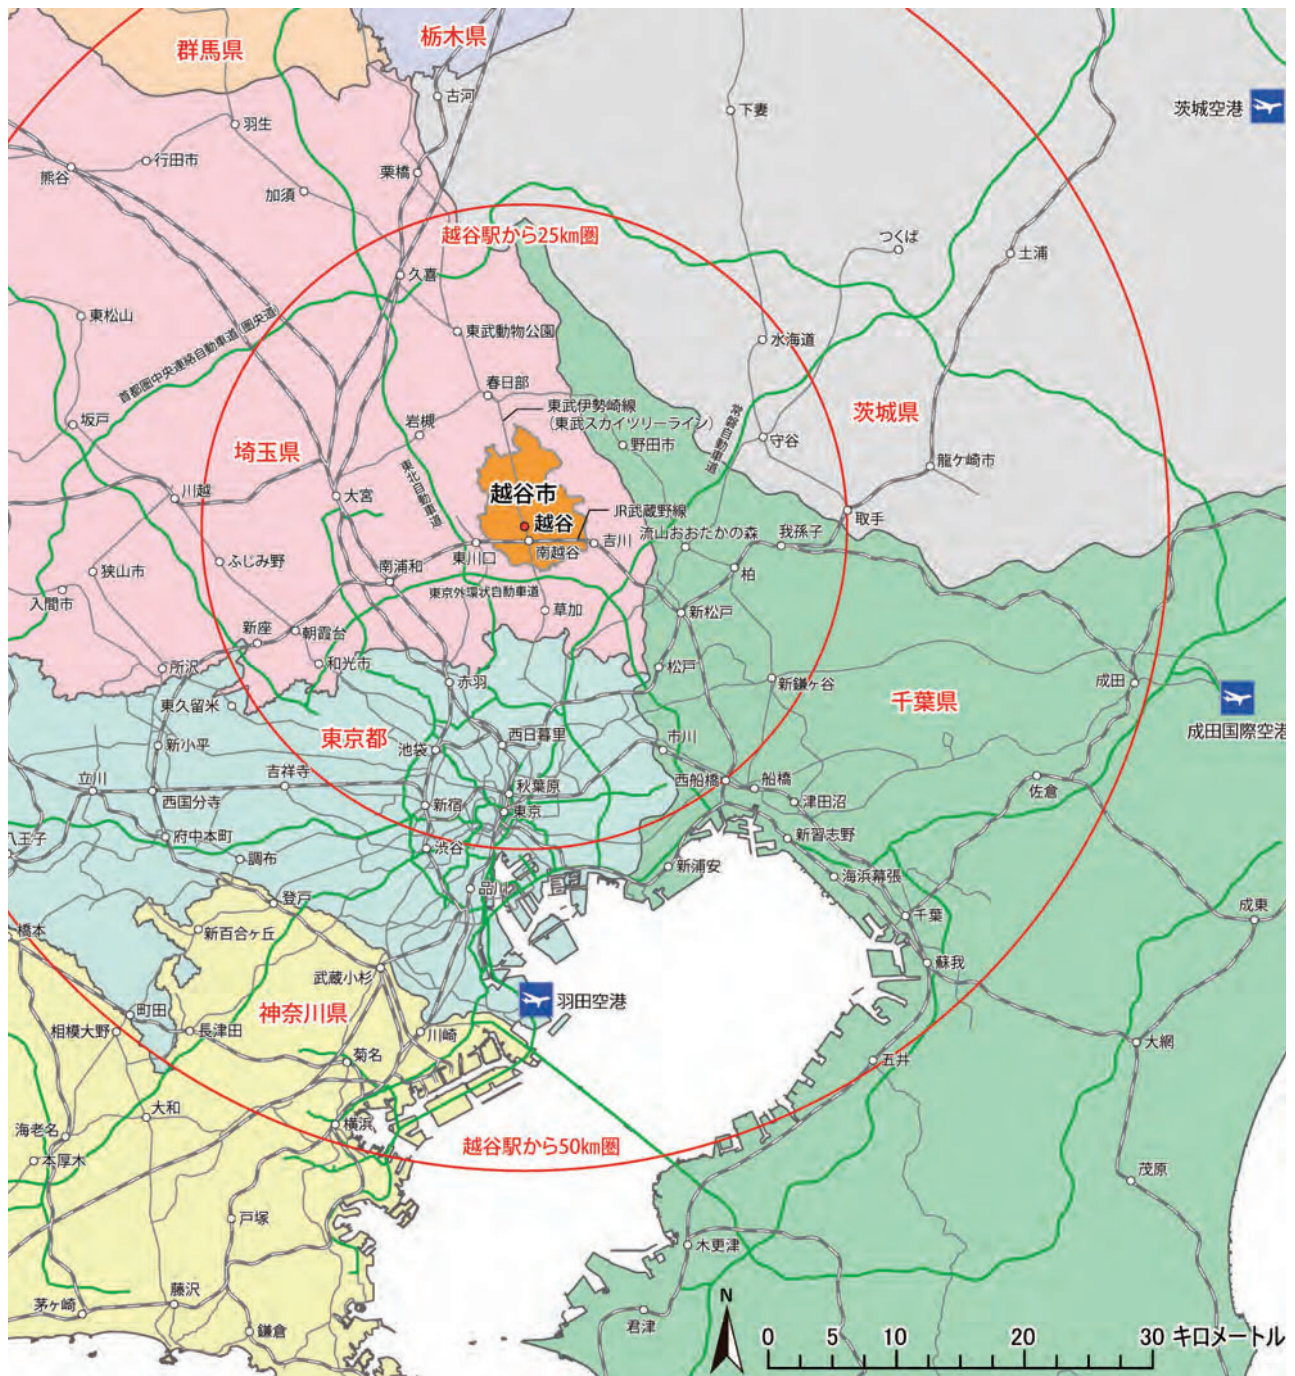 栃木県
群馬県
古河
下妻
茨城空港
羽生
行田市
熊谷
栗橋
加須
越谷駅から25km圏
つくば
土浦
久喜
東松山
首都圏中央連絡自動車道(圏央道)
東武動物公園
水海道
春日部
東武伊勢崎線
(東武スカイツリーライン)
常磐自動車道
茨城県
坂戸
岩槻
野田市
守谷
埼玉県
東北自動車道
龍ケ崎市
川越
大宮
越谷市
越谷
JR武蔵野線
取手
流山おおたかの森
我孫子
東川口
南越谷
吉川
ふじみ野
狭山市
南浦和
柏
入間市
東京外環状自動車道
草加
新松戸
新座
朝霞台
所沢
和光市
松戸
赤羽
新鎌ヶ谷
成田
東久留米
千葉県
東京都
新小平
池袋
西日暮里
市川
成田国際空港
立川
吉祥寺
西船橋
船橋
秋葉原
西国分寺
新宿
東京
津田沼
佐倉
八王子
府中本町
渋谷
新習志野
調布
新浦安
海浜幕張
品川
登戸
千葉
成東
橋本
新百合ヶ丘
蘇我
武蔵小杉
羽田空港
町田
神奈川県
相模大野
長津田
川崎
大網
菊名
五井
大和
横浜
海老名
越谷駅から50km圏
本厚木
茂原
戸塚
木更津
藤沢
茅ヶ崎
君津
鎌倉
N
0 5 10 20 30 キロメートル